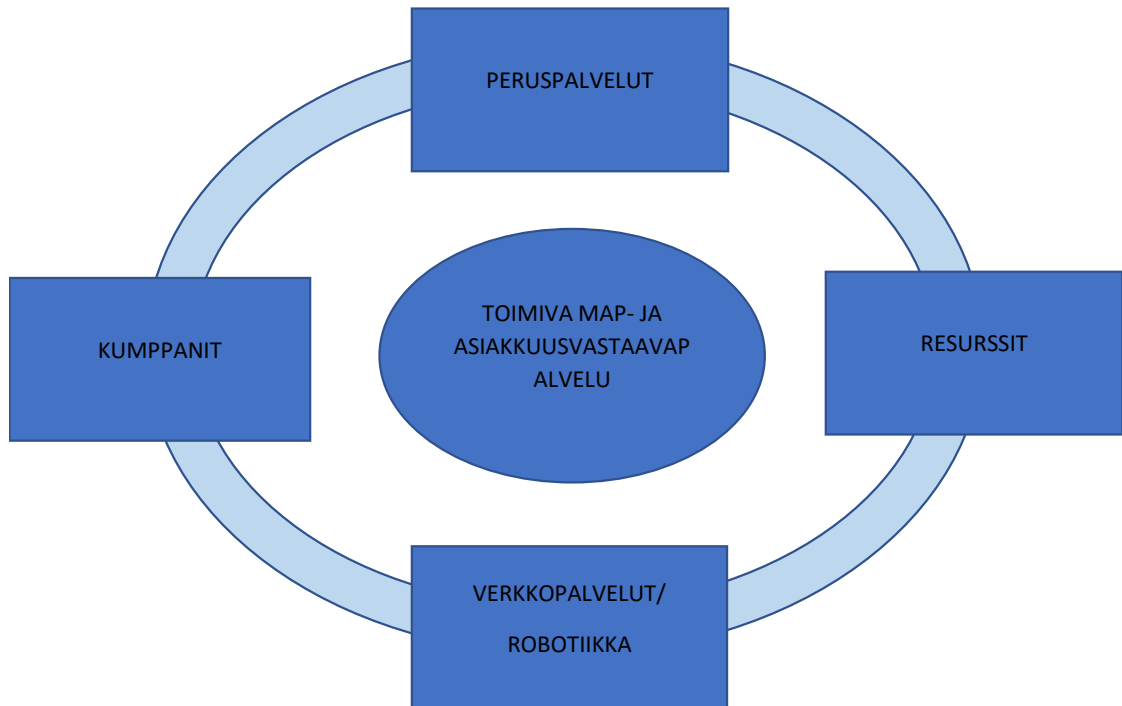 PERUSPALVELUT
KUMPPANIT
TOIMIVA MAP- JA
ASIAKKUUSVASTAAVAP
ALVELU
RESURSSIT
VERKKOPALVELUT/
ROBOTIIKKA